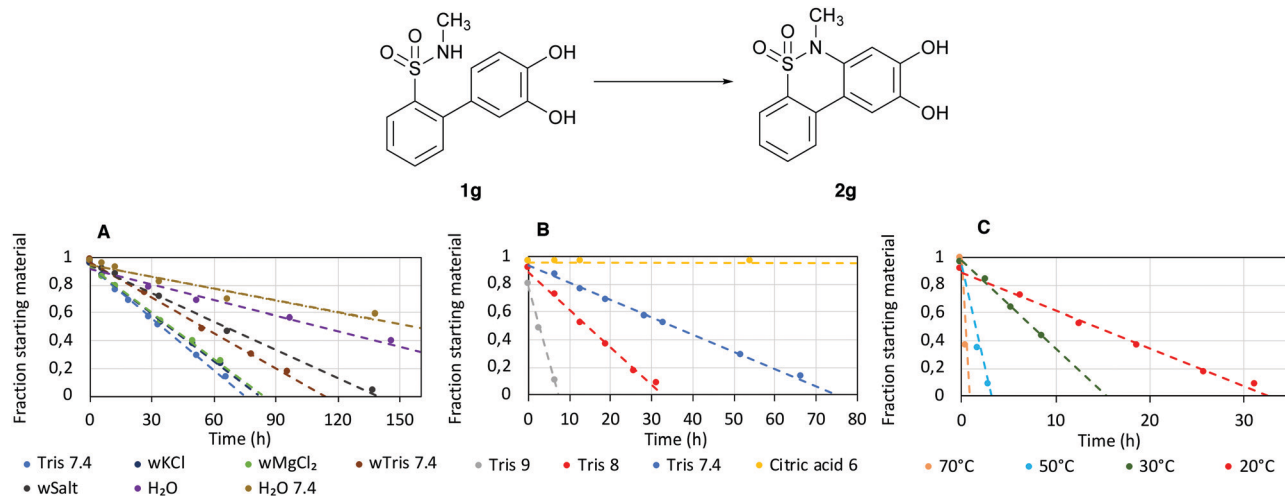 CH₃
O
NH
O
S
OH
OH
1g
H₃C
O
N
O
S
OH
OH
2g
A
Fraction starting material
1
0,8
0,6
0,4
0,2
0
0 30 60 90 120 150
Time (h)
Tris 7.4 wKCl wMgCl₂ wTris 7.4
wSalt H₂O H₂O 7.4
B
Fraction starting material
1
0,8
0,6
0,4
0,2
0
0 10 20 30 40 50 60 70 80
Time (h)
Tris 9 Tris 8 Tris 7.4 Citric acid 6
C
Fraction starting material
1
0,8
0,6
0,4
0,2
0
0 10 20 30
Time (h)
70°C 50°C 30°C 20°C